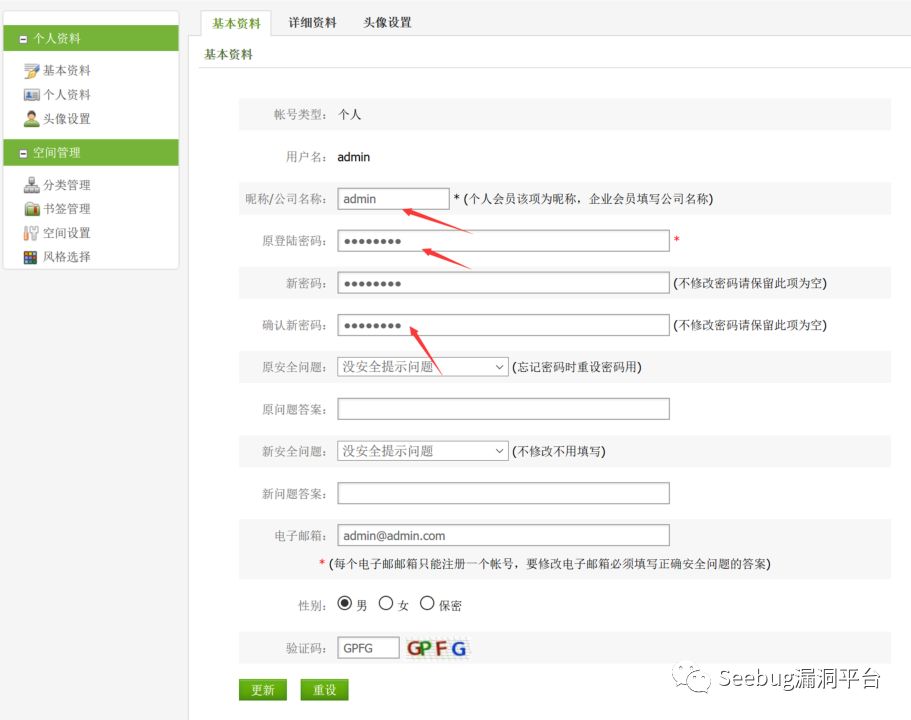 个人资料
基本资料
个人资料
头像设置
空间管理
分类管理
书签管理
空间设置
风格选择
基本资料 详细资料 头像设置
基本资料
帐号类型： 个人
用户名： admin
昵称/公司名称： admin * (个人会员该项为昵称，企业会员填写公司名称)
原登陆密码： ●●●●●●●● *
新密码： ●●●●●●●● (不修改密码请保留此项为空)
确认新密码： ●●●●●●●● (不修改密码请保留此项为空)
原安全问题： 没安全提示问题 (忘记密码时重设密码用)
原问题答案：
新安全问题： 没安全提示问题 (不修改不用填写)
新问题答案：
电子邮箱： admin@admin.com
* (每个电子邮邮箱只能注册一个帐号，要修改电子邮箱必须填写正确安全问题的答案)
性别： 男 女 保密
验证码： GPFG GPFG
更新 重设
Seebug漏洞平台